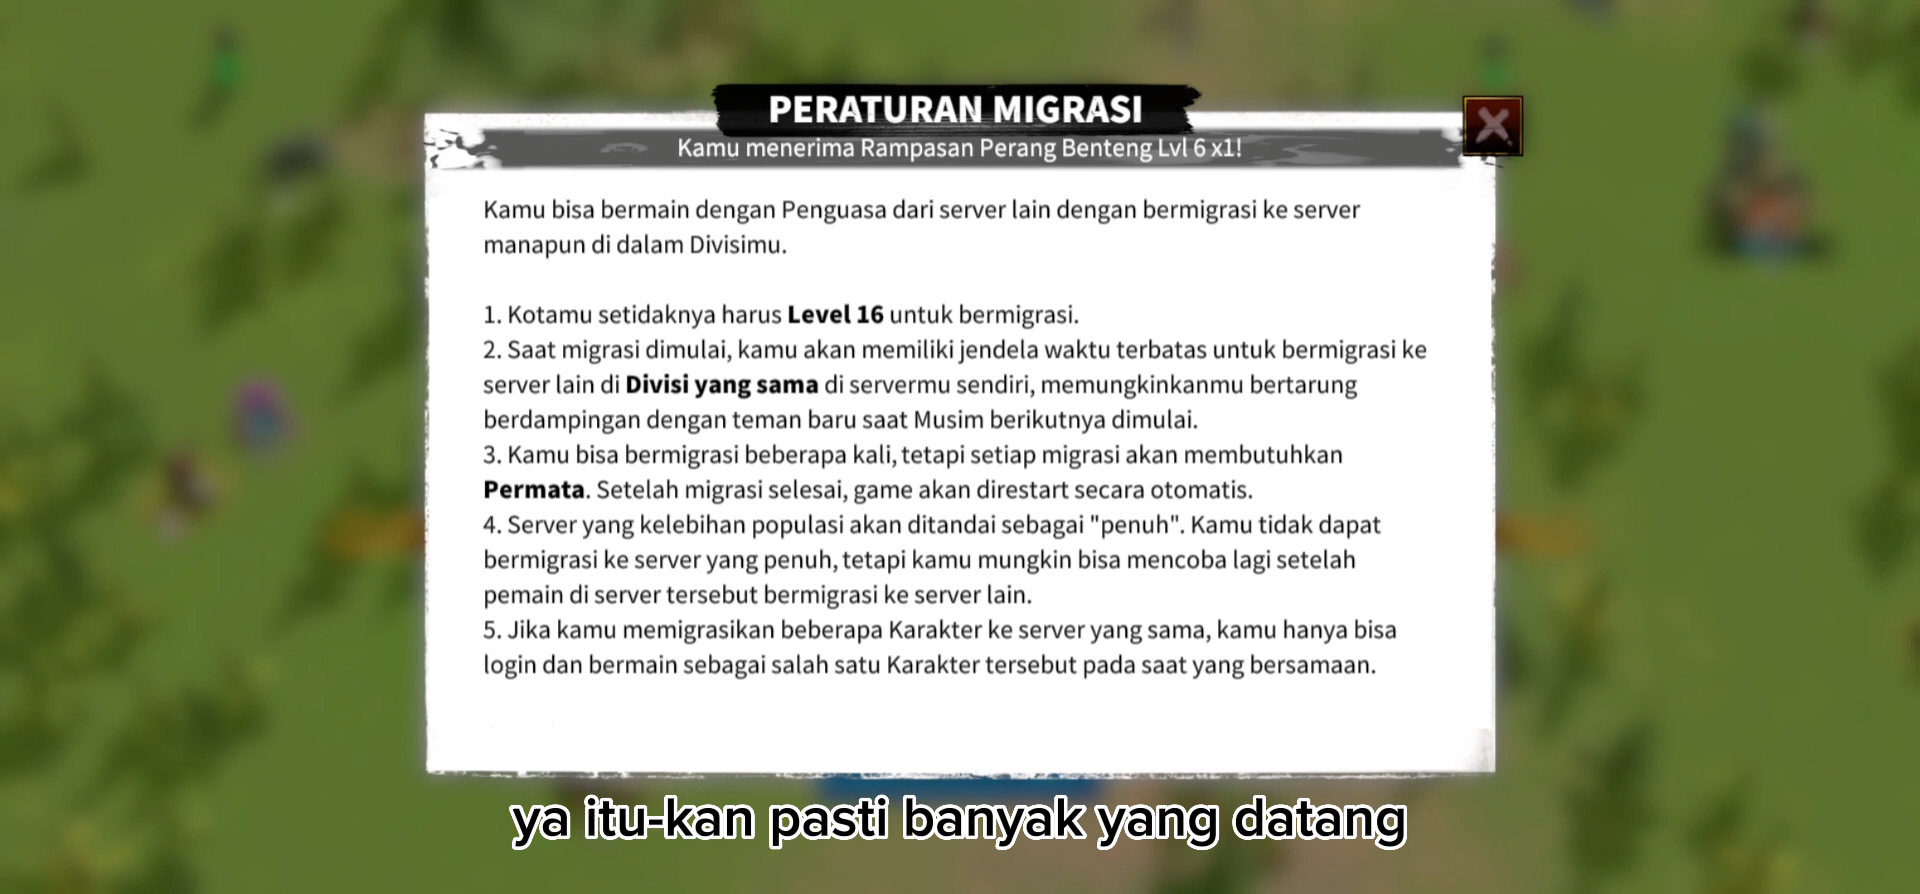 PERATURAN MIGRASI
Kamu menerima Rampasan Perang Benteng Lvl 6 x1!
Kamu bisa bermain dengan Penguasa dari server lain dengan bermigrasi ke server
manapun di dalam Divisimu.
1. Kotamu setidaknya harus Level 16 untuk bermigrasi.
2. Saat migrasi dimulai, kamu akan memiliki jendela waktu terbatas untuk bermigrasi ke
server lain di Divisi yang sama di servermu sendiri, memungkinkanmu bertarung
berdampingan dengan teman baru saat Musim berikutnya dimulai.
3. Kamu bisa bermigrasi beberapa kali, tetapi setiap migrasi akan membutuhkan
Permata. Setelah migrasi selesai, game akan direstart secara otomatis.
4. Server yang kelebihan populasi akan ditandai sebagai "penuh". Kamu tidak dapat
bermigrasi ke server yang penuh, tetapi kamu mungkin bisa mencoba lagi setelah
pemain di server tersebut bermigrasi ke server lain.
5. Jika kamu memigrasikan beberapa Karakter ke server yang sama, kamu hanya bisa
login dan bermain sebagai salah satu Karakter tersebut pada saat yang bersamaan.
ya itu-kan pasti banyak yang datang